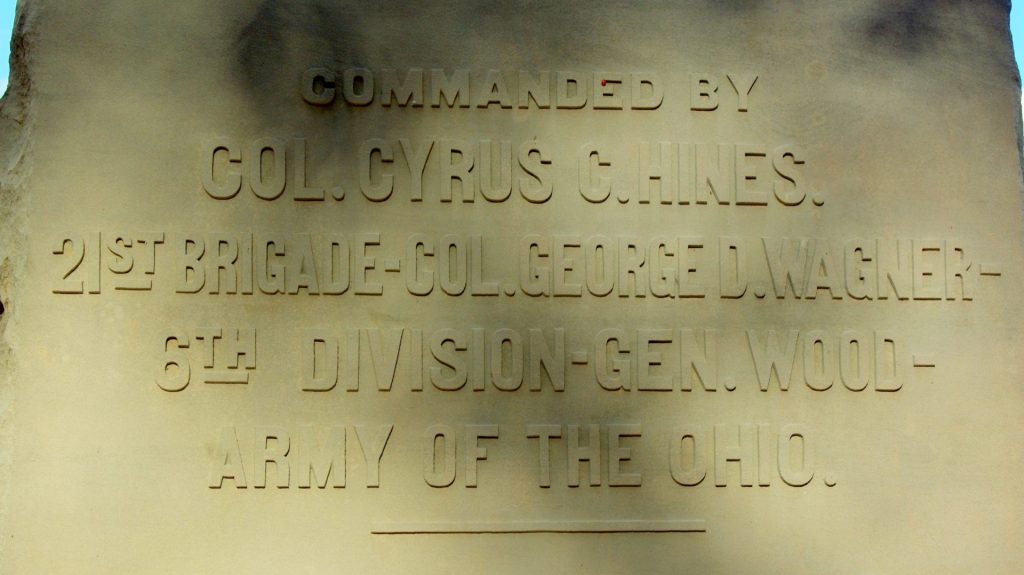 COMMANDED BY
COL. CYRUS C. HINES.
21ST BRIGADE-COL. GEORGE D. WAGNER-
6TH DIVISION-GEN. WOOD-
ARMY OF THE OHIO.